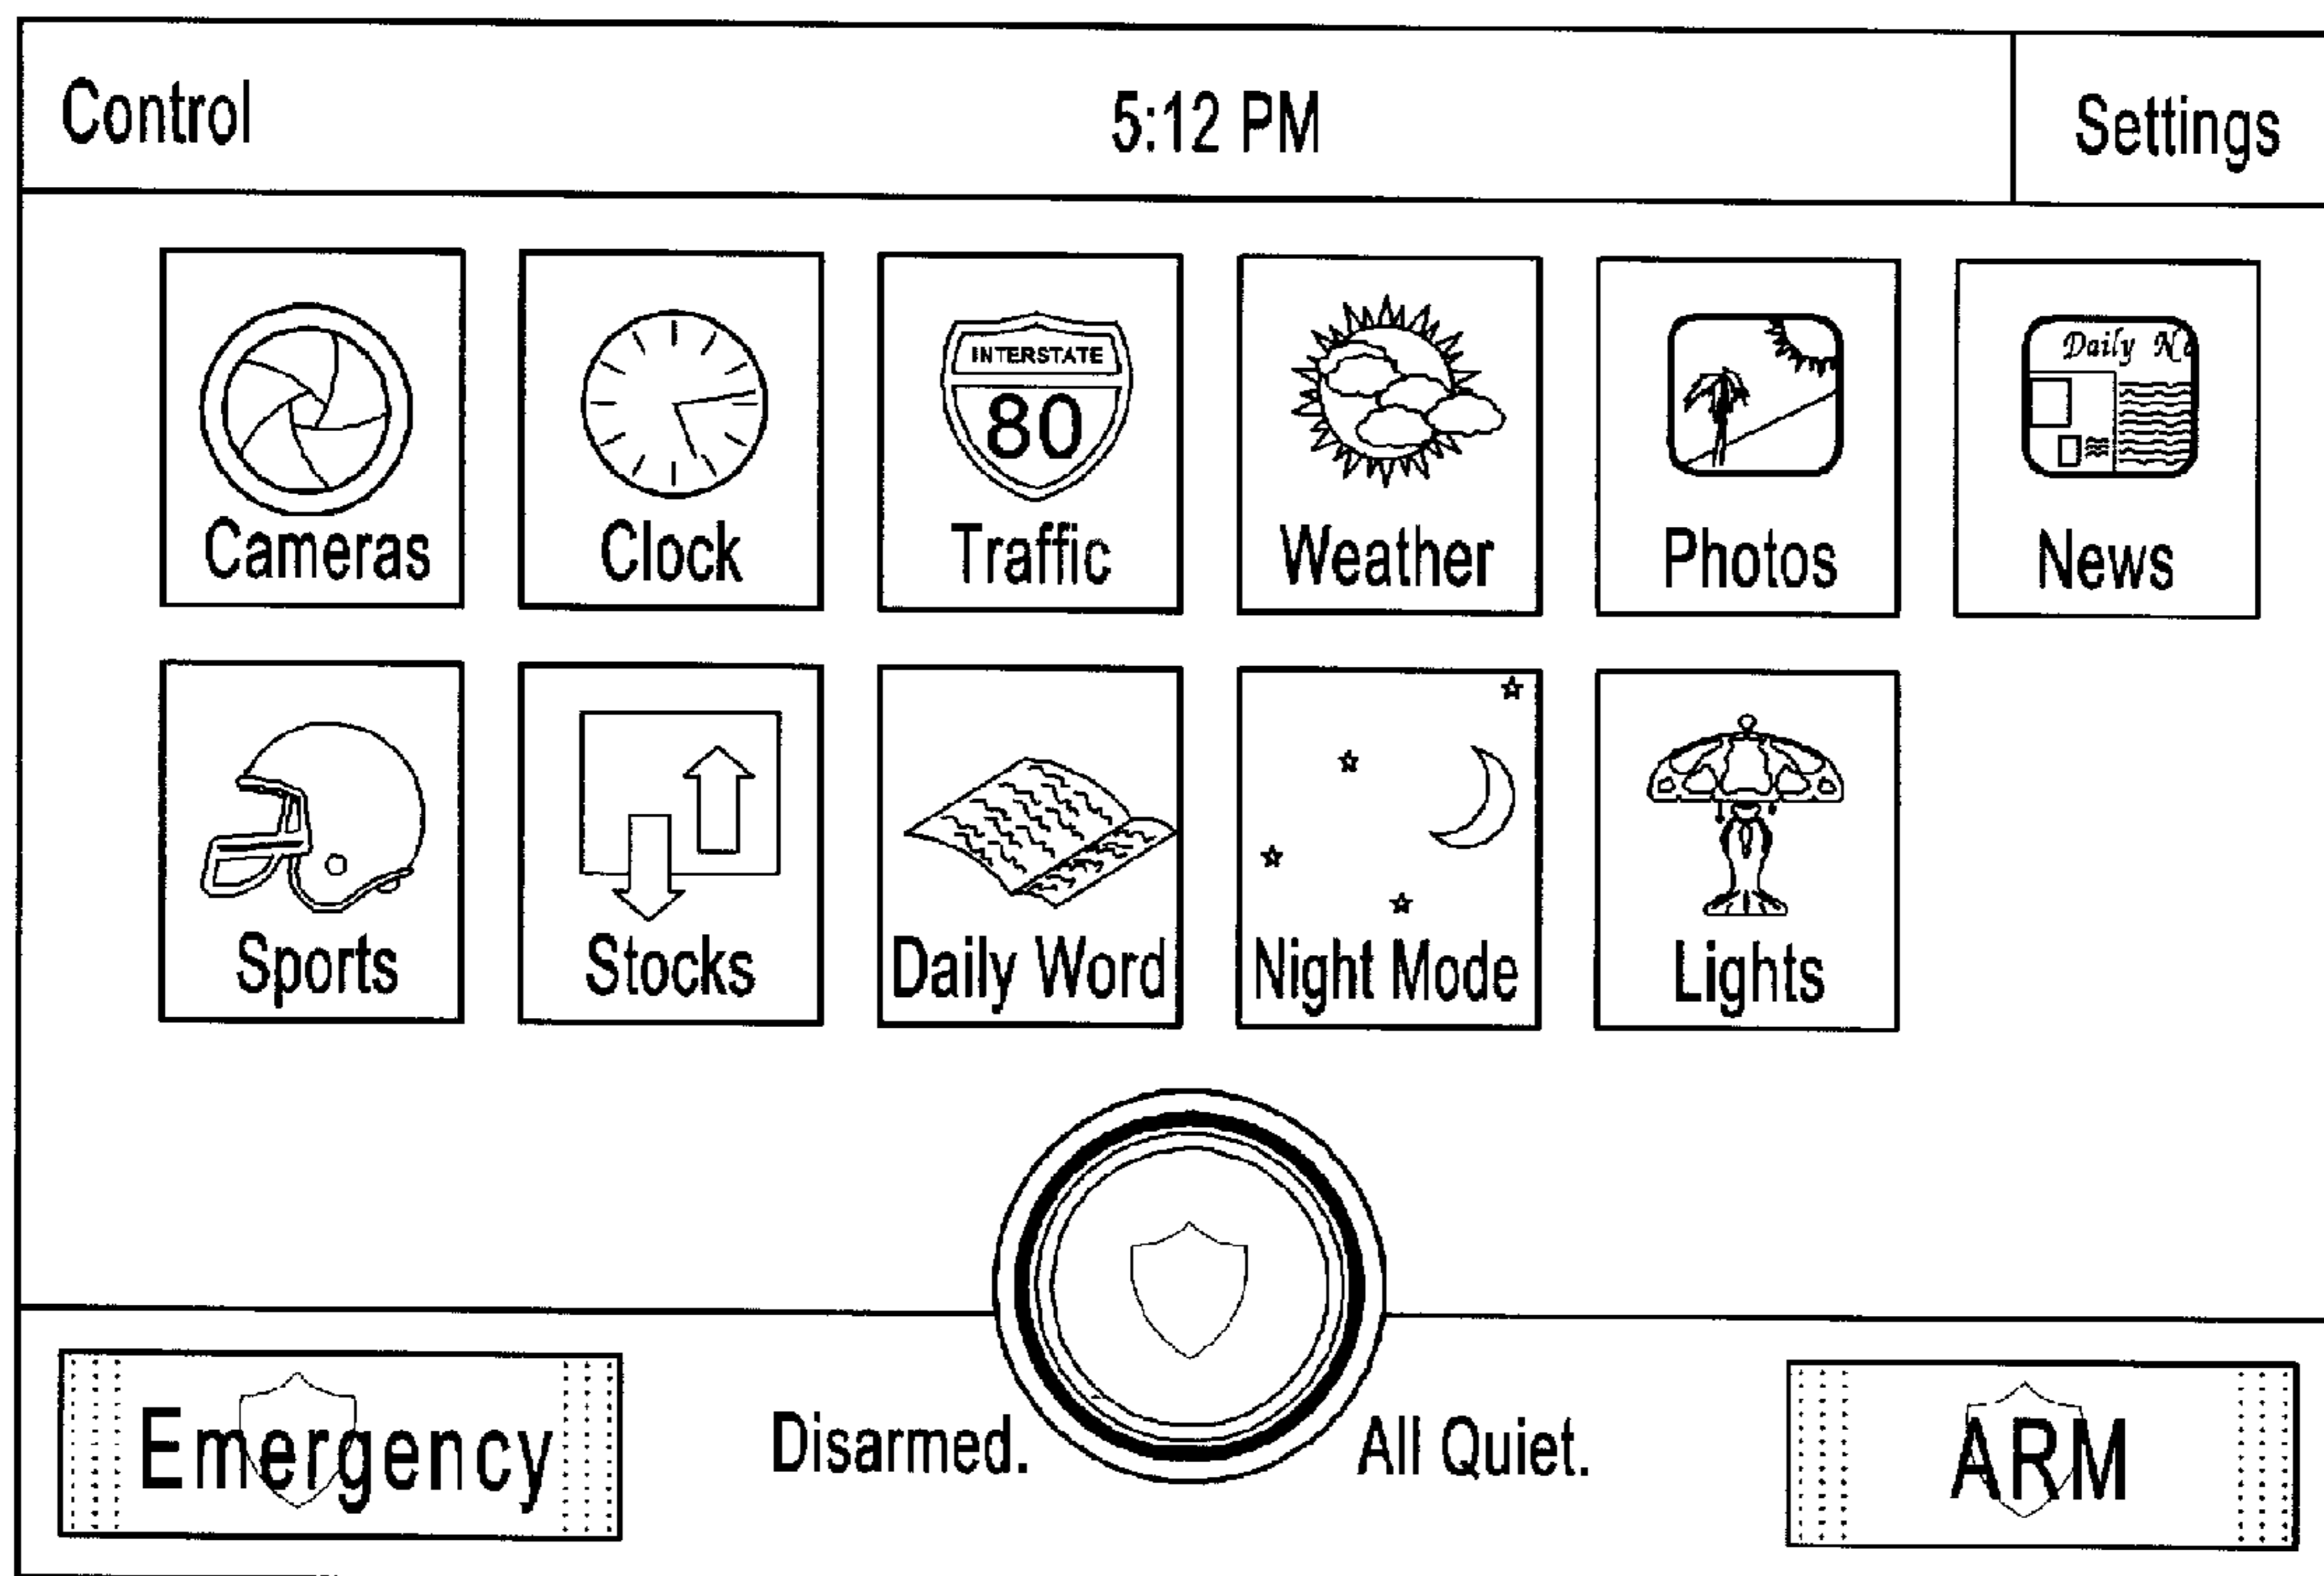 Control 5:12 PM Settings
INTERSTATE
80
Daily Ne
Cameras Clock Traffic Weather Photos News
Sports Stocks Daily Word Night Mode Lights
Emergency Disarmed. All Quiet. ARM